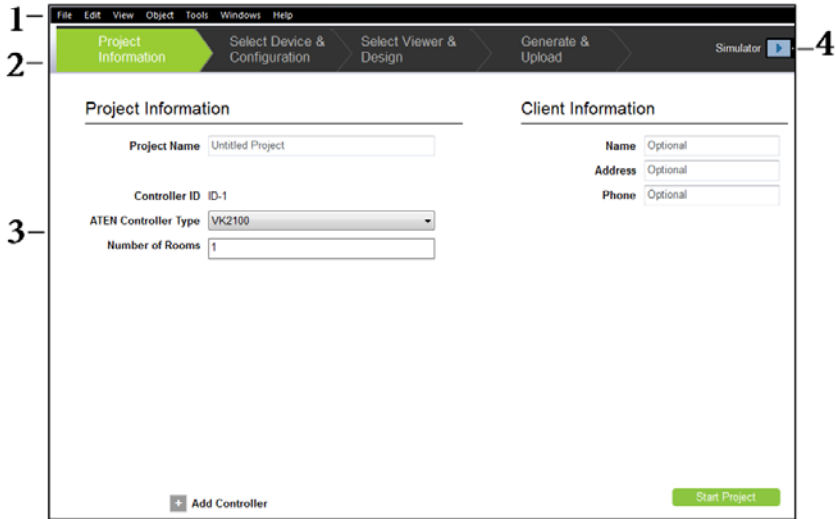 1
File Edit View Object Tools Windows Help
2
Project Information
Select Device & Configuration
Select Viewer & Design
Generate & Upload
Simulator
4
Project Information
Project Name Untitled Project
Controller ID ID-1
3
ATEN Controller Type VK2100
Number of Rooms 1
Client Information
Name Optional
Address Optional
Phone Optional
Add Controller
Start Project